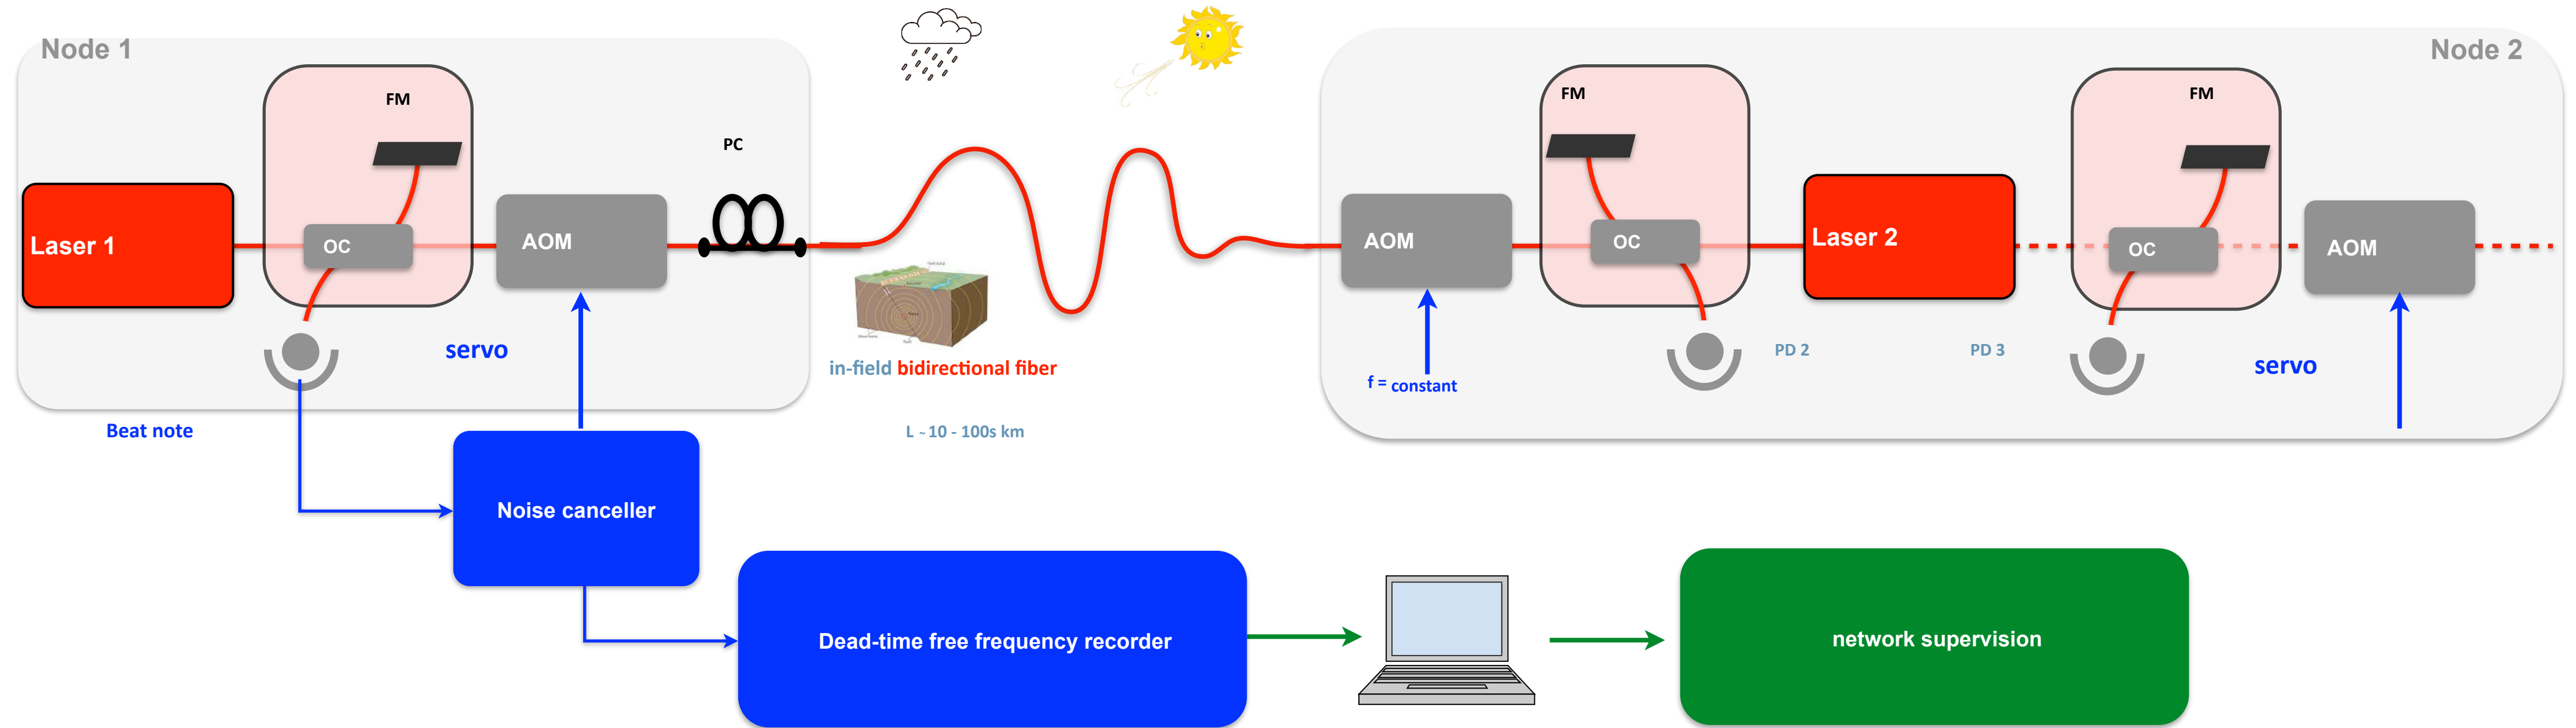 Node 1
Node 2
FM
FM
FM
PC
Laser 1
OC
AOM
AOM
OC
Laser 2
OC
AOM
servo
PD 2
PD 3
servo
in-field bidirectional fiber
f = constant
Beat note
L ~ 10 - 100s km
Noise canceller
Dead-time free frequency recorder
network supervision